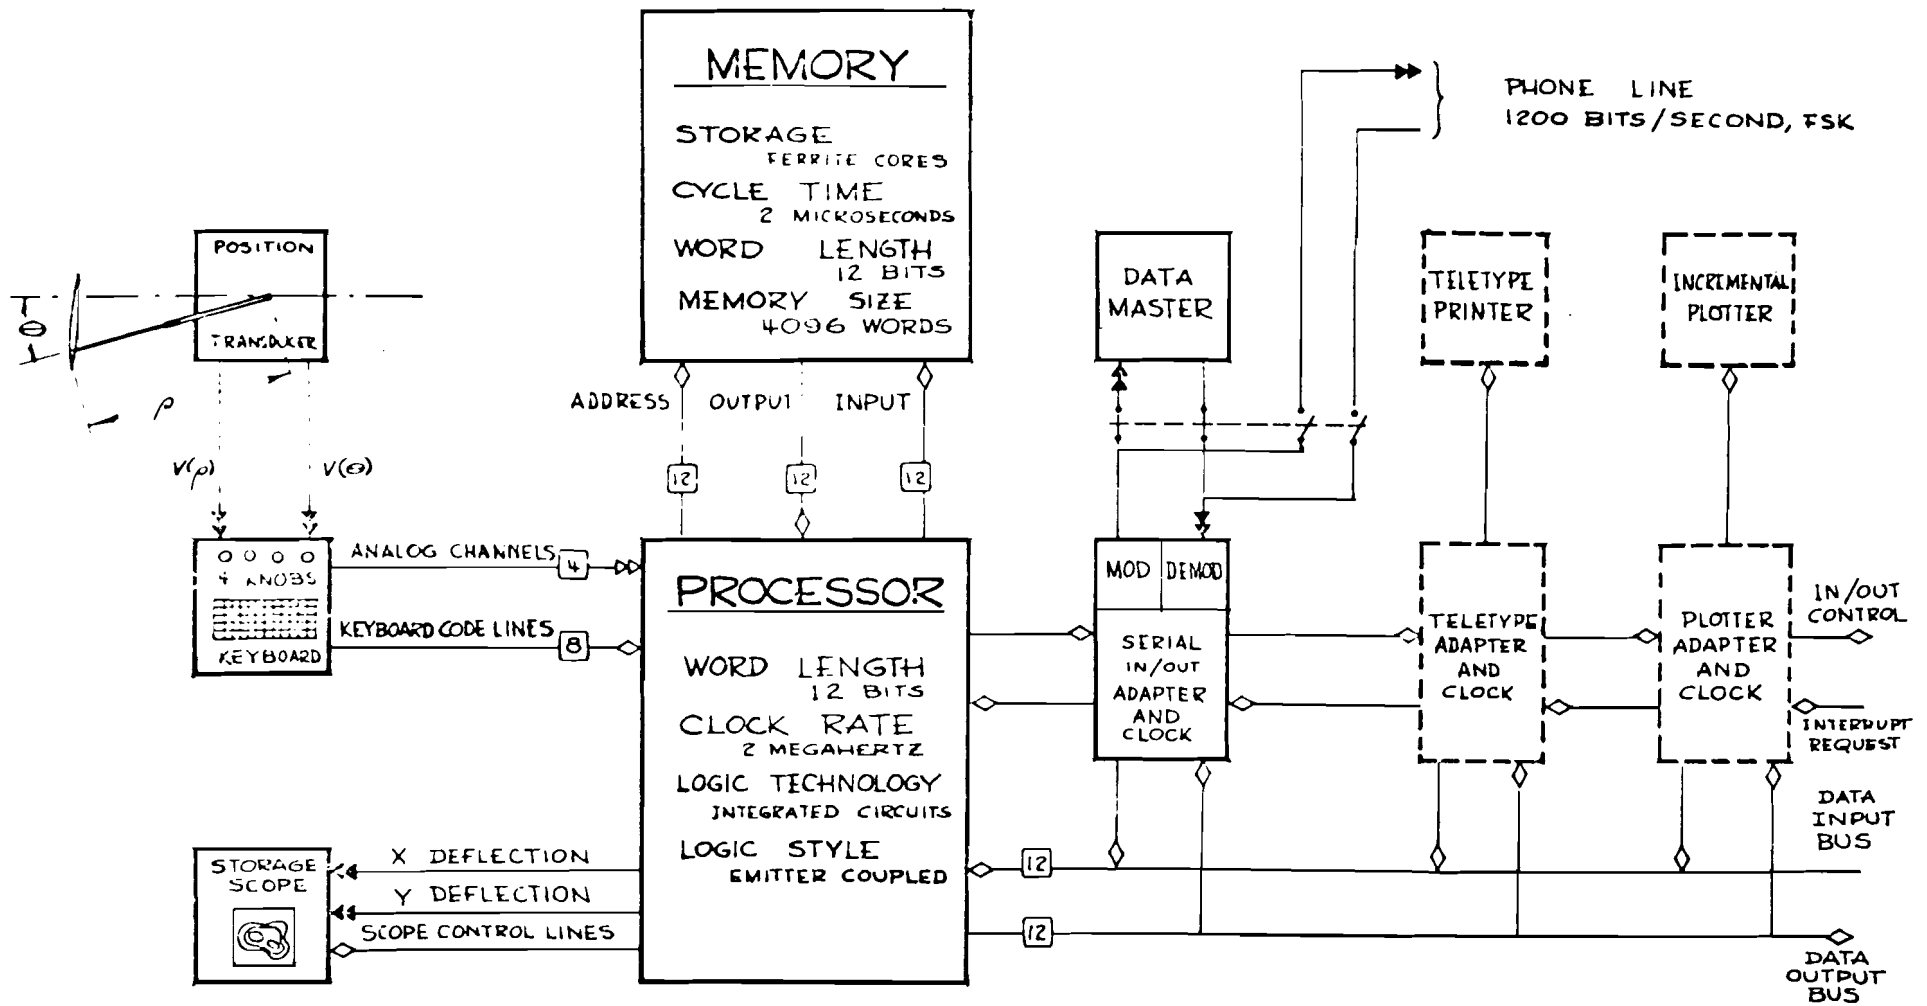 MEMORY
STORAGE
FERRITE CORES
CYCLE TIME
2 MICROSECONDS
WORD LENGTH
12 BITS
MEMORY SIZE
4096 WORDS
PHONE LINE
1200 BITS/SECOND, FSK
POSITION
TRANSDUKER
Θ
ρ
V(ρ)
V(Θ)
DATA
MASTER
TELETYPE
PRINTER
INCREMENTAL
PLOTTER
ADDRESS OUTPUT INPUT
12 12 12
4 KNOBS
KEYBOARD
ANALOG CHANNELS 4
KEYBOARD CODE LINES 8
PROCESSOR
WORD LENGTH
12 BITS
CLOCK RATE
2 MEGAHERTZ
LOGIC TECHNOLOGY
INTEGRATED CIRCUITS
LOGIC STYLE
EMITTER COUPLED
MOD DEMOD
SERIAL
IN/OUT
ADAPTER
AND
CLOCK
TELETYPE
ADAPTER
AND
CLOCK
PLOTTER
ADAPTER
AND
CLOCK
IN/OUT
CONTROL
INTERRUPT
REQUEST
DATA
INPUT
BUS
12
12
DATA
OUTPUT
BUS
STORAGE
SCOPE
X DEFLECTION
Y DEFLECTION
SCOPE CONTROL LINES